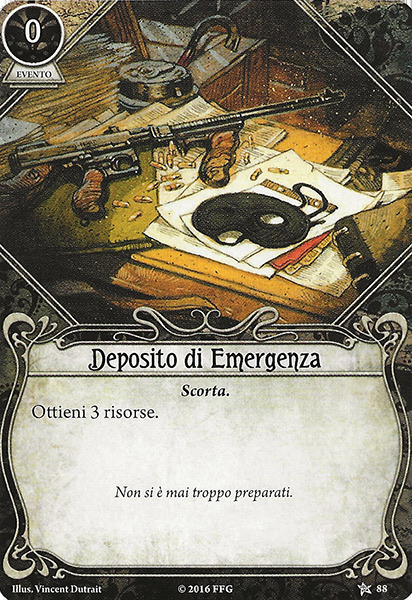 0
EVENTO
Deposito di Emergenza
Scorta.
Ottieni 3 risorse.
Non si è mai troppo preparati.
Illus. Vincent Dutrait © 2016 FFG 88